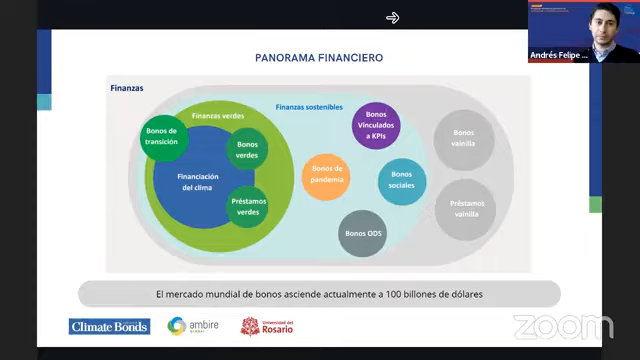 Andrés Felipe ...
PANORAMA FINANCIERO
Finanzas
Finanzas verdes
Finanzas sostenibles
Bonos de
transición
Bonos
verdes
Financiación
del clima
Préstamos
verdes
Bonos
Vinculados
a KPIs
Bonos de
pandemia
Bonos
sociales
Bonos ODS
Bonos
vainilla
Préstamos
vainilla
El mercado mundial de bonos asciende actualmente a 100 billones de dólares
Climate Bonds
ambire
GLOBAL
Universidad del
Rosario
zoom